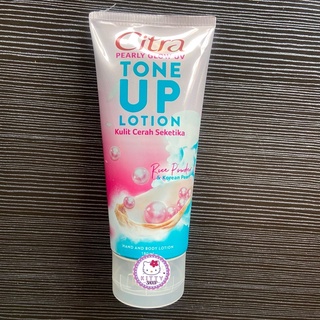 Citra
PEARLY GLOW UV
TONE
UP
LOTION
Kulit Cerah Seketika
Rice Powder
& Korean Pearl
HAND AND BODY LOTION
KITTY
SHOP